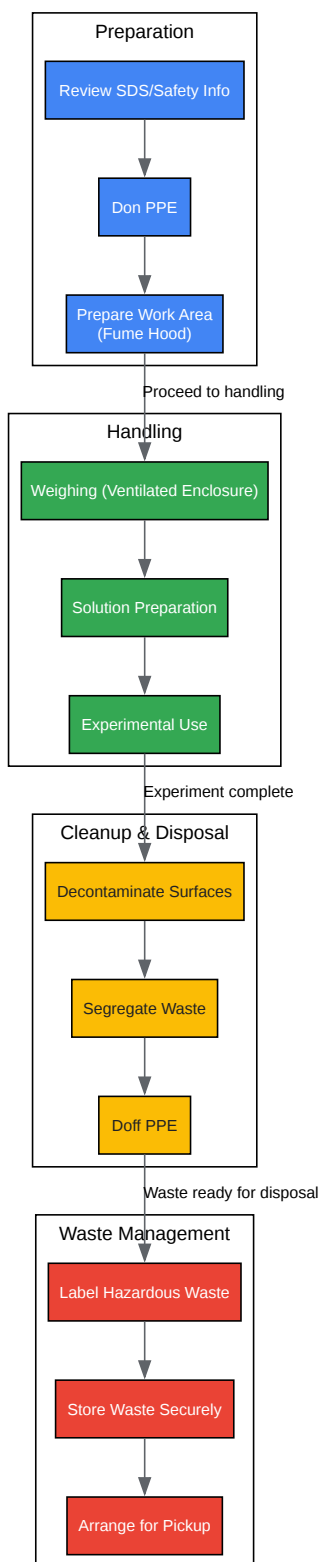 Preparation
Review SDS/Safety Info
Don PPE
Prepare Work Area
(Fume Hood)
Proceed to handling
Handling
Weighing (Ventilated Enclosure)
Solution Preparation
Experimental Use
Experiment complete
Cleanup & Disposal
Decontaminate Surfaces
Segregate Waste
Doff PPE
Waste ready for disposal
Waste Management
Label Hazardous Waste
Store Waste Securely
Arrange for Pickup